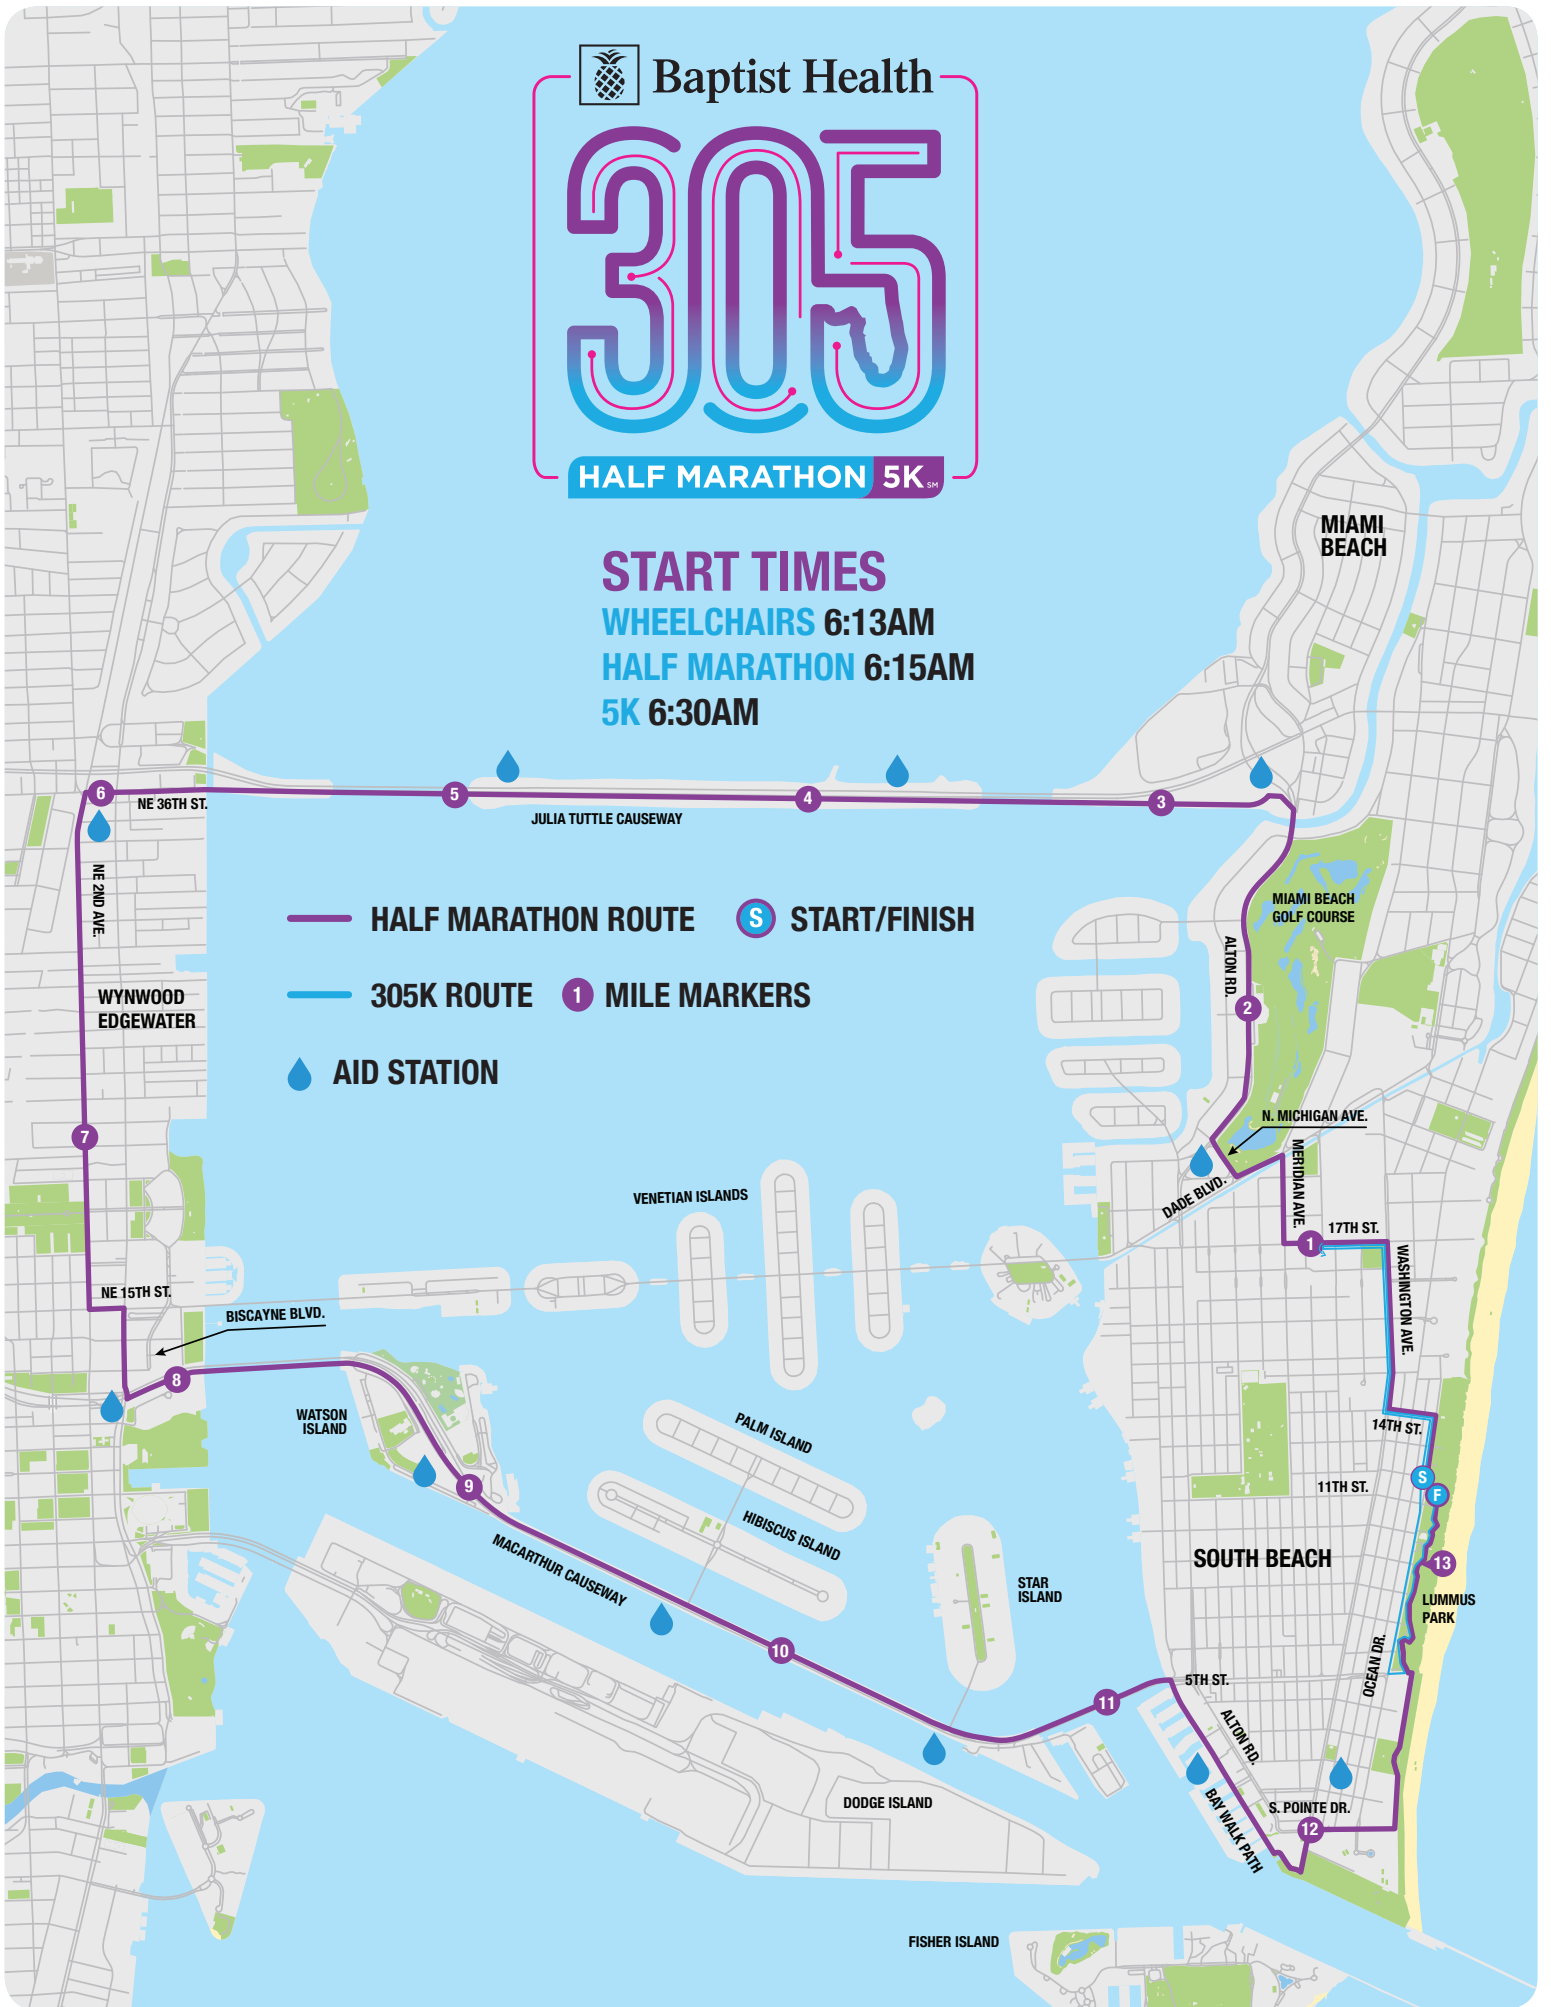 Baptist Health
305
HALF MARATHON 5K SM
START TIMES
WHEELCHAIRS 6:13AM
HALF MARATHON 6:15AM
5K 6:30AM
MIAMI
BEACH
6
NE 36TH ST.
5
JULIA TUTTLE CAUSEWAY
4
3
NE 2ND AVE.
HALF MARATHON ROUTE
S START/FINISH
305K ROUTE
1 MILE MARKERS
AID STATION
MIAMI BEACH
GOLF COURSE
ALTON RD.
2
WYNWOOD
EDGEWATER
7
N. MICHIGAN AVE.
MERIDIAN AVE.
DADE BLVD.
VENETIAN ISLANDS
17TH ST.
1
WASHINGTON AVE.
NE 15TH ST.
BISCAYNE BLVD.
8
WATSON
ISLAND
PALM ISLAND
14TH ST.
9
11TH ST.
S
F
HIBISCUS ISLAND
MACARTHUR CAUSEWAY
SOUTH BEACH
13
STAR
ISLAND
LUMMUS
PARK
10
OCEAN DR.
5TH ST.
11
ALTON RD.
DODGE ISLAND
BAY WALK PATH
S. POINTE DR.
12
FISHER ISLAND